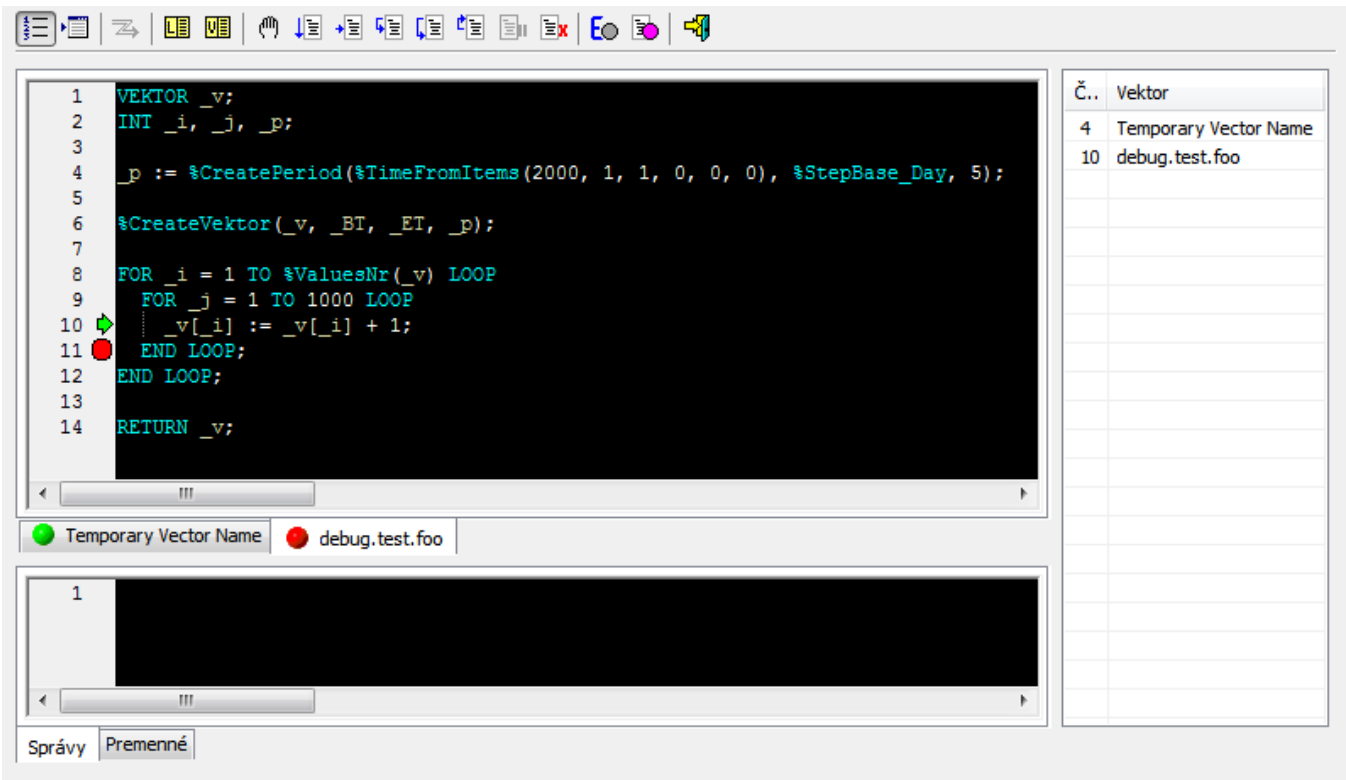 1 VEKTOR _v;
2 INT _i, _j, _p;
3
4 _p := %CreatePeriod(%TimeFromItems(2000, 1, 1, 0, 0, 0), %StepBase_Day, 5);
5
6 %CreateVektor(_v, _BT, _ET, _p);
7
8 FOR _i = 1 TO %ValuesNr(_v) LOOP
9 FOR _j = 1 TO 1000 LOOP
10 _v[_i] := _v[_i] + 1;
11 END LOOP;
12 END LOOP;
13
14 RETURN _v;
Temporary Vector Name debug.test.foo
1
Správy Premenné
Č.. Vektor
4 Temporary Vector Name
10 debug.test.foo